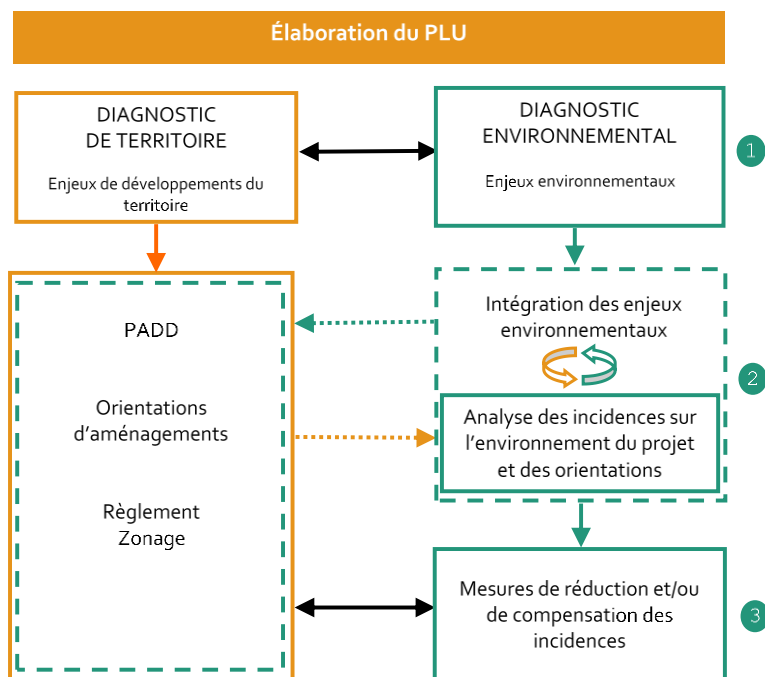 Élaboration du PLU
DIAGNOSTIC
DE TERRITOIRE
Enjeux de développements du
territoire
DIAGNOSTIC
ENVIRONNEMENTAL
Enjeux environnementaux
1
PADD
Orientations
d'aménagements
Règlement
Zonage
Intégration des enjeux
environnementaux
Analyse des incidences sur
l'environnement du projet
et des orientations
2
Mesures de réduction et/ou
de compensation des
incidences
3